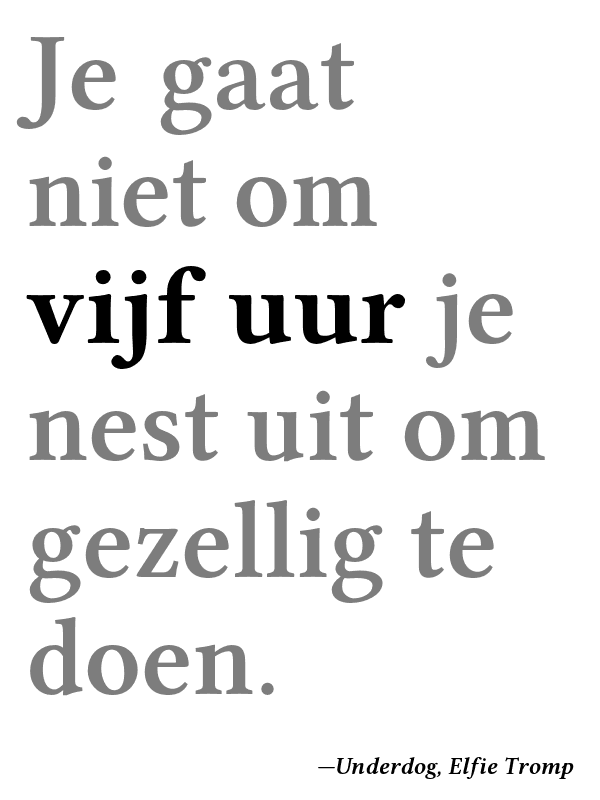 Je gaat
niet om
vijf uur je
nest uit om
gezellig te
doen.
—Underdog, Elfie Tromp